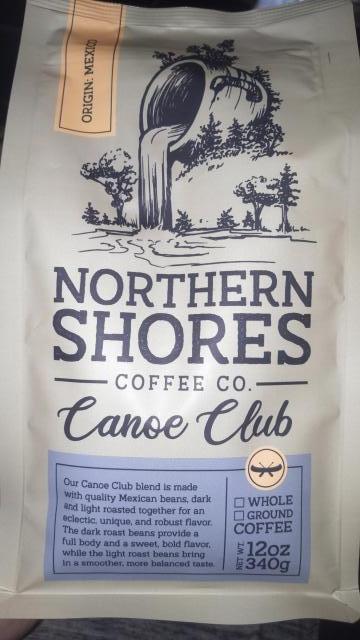 ORIGIN: MEXICO
NORTHERN
SHORES
COFFEE CO.
Canoe Club
Our Canoe Club blend is made
with quality Mexican beans, dark
and light roasted together for an
eclectic, unique, and robust flavor.
The dark roast beans provide a
full body and a sweet, bold flavor,
while the light roast beans bring
in a smoother, more balanced taste.
WHOLE
GROUND
COFFEE
NET WT. 12oz
340g